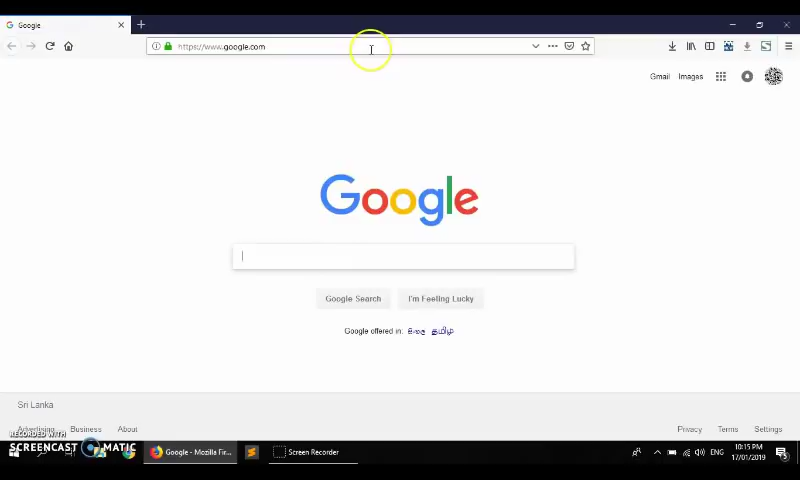 Google
https://www.google.com
Gmail Images
Google
Google Search I'm Feeling Lucky
Google offered in: සිංහල தமிழ்
Sri Lanka
Advertising Business About
Privacy Terms Settings
RECORDED WITH
SCREENCAST MATIC
Google - Mozilla Fir...
Screen Recorder
ENG
10:15 PM
17/01/2019
5